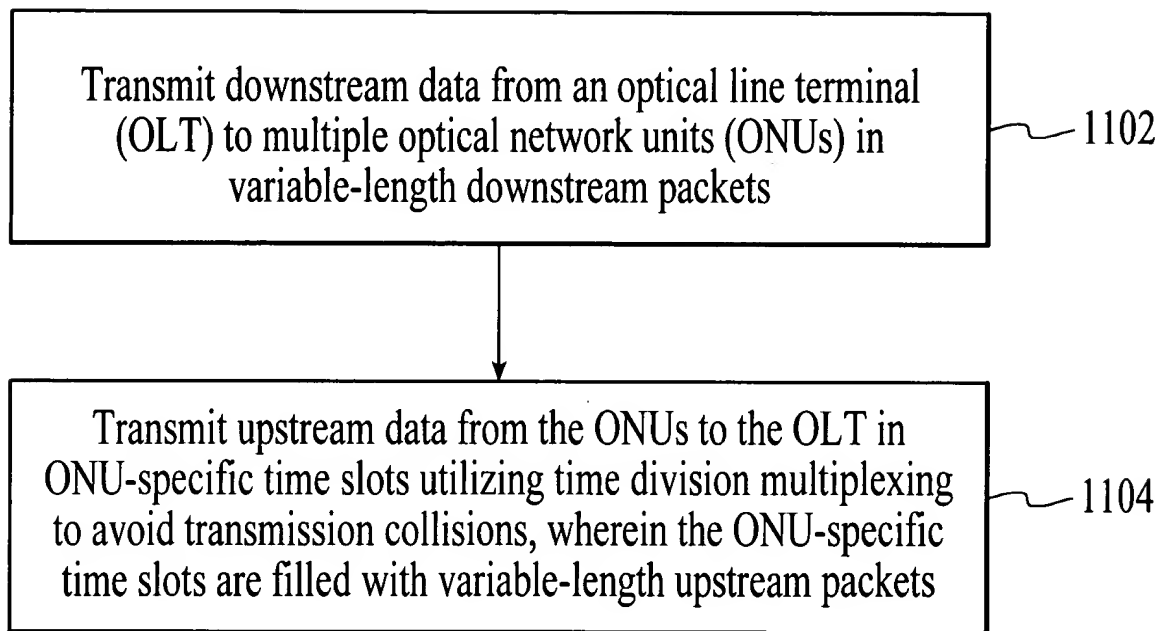 Transmit downstream data from an optical line terminal
(OLT) to multiple optical network units (ONUs) in
variable-length downstream packets
1102
Transmit upstream data from the ONUs to the OLT in
ONU-specific time slots utilizing time division multiplexing
to avoid transmission collisions, wherein the ONU-specific
time slots are filled with variable-length upstream packets
1104